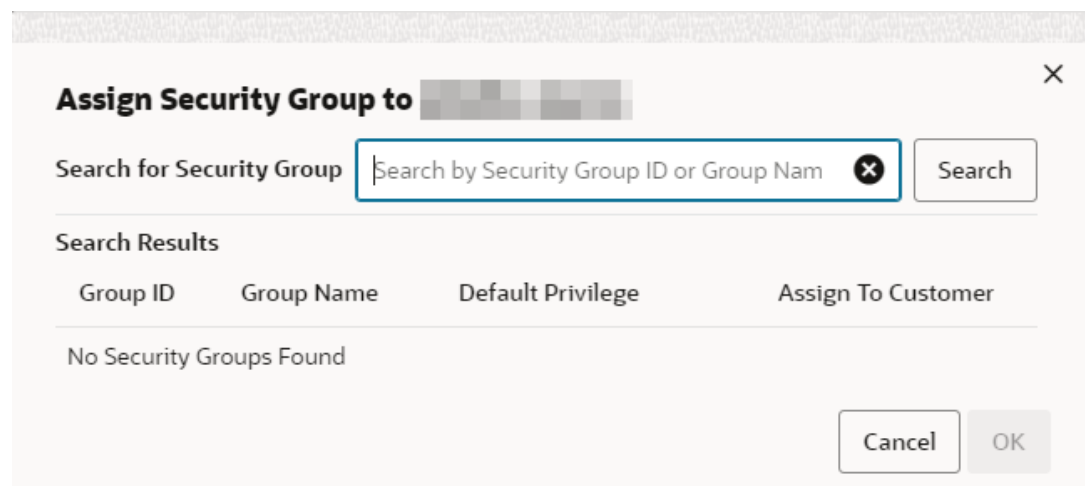 Assign Security Group to
Search for Security Group Search by Security Group ID or Group Nam Search
Search Results
Group ID Group Name Default Privilege Assign To Customer
No Security Groups Found
Cancel OK